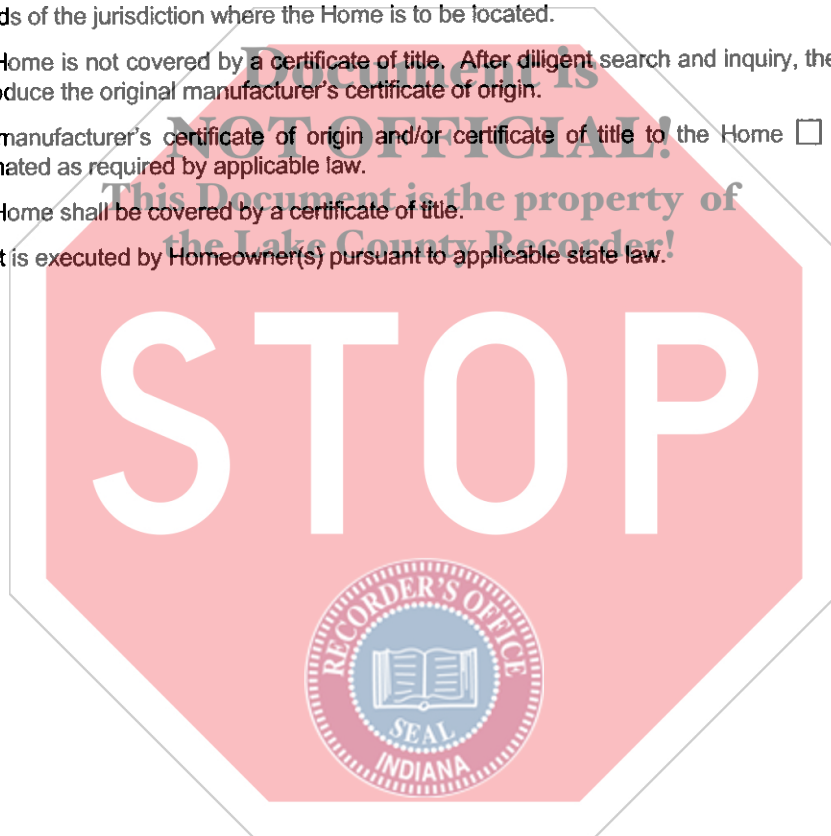 ds of the jurisdiction where the Home is to be located.
Home is not covered by a certificate of title. After diligent search and inquiry, the
duce the original manufacturer's certificate of origin.
manufacturer's certificate of origin and/or certificate of title to the Home ☐
nated as required by applicable law.
Home shall be covered by a certificate of title.
t is executed by Homeowner(s) pursuant to applicable state law.
Document is
NOT OFFICIAL!
This Document is the property of
the Lake County Recorder!
STOP
RECORDER'S OFFICE
SEAL
INDIANA